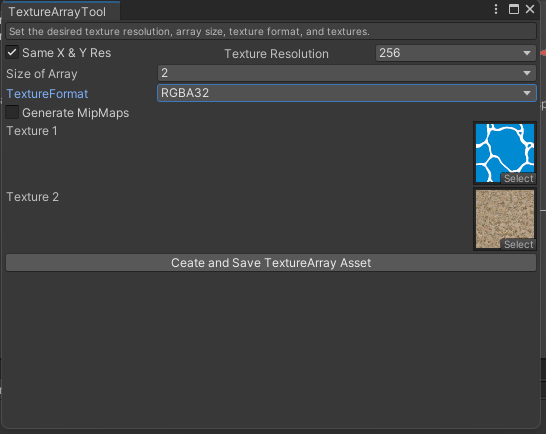 TextureArrayTool
Set the desired texture resolution, array size, texture format, and textures.
Same X & Y Res Texture Resolution 256
Size of Array 2
TextureFormat RGBA32
Generate MipMaps
Texture 1
Select
Texture 2
Select
Ceate and Save TextureArray Asset